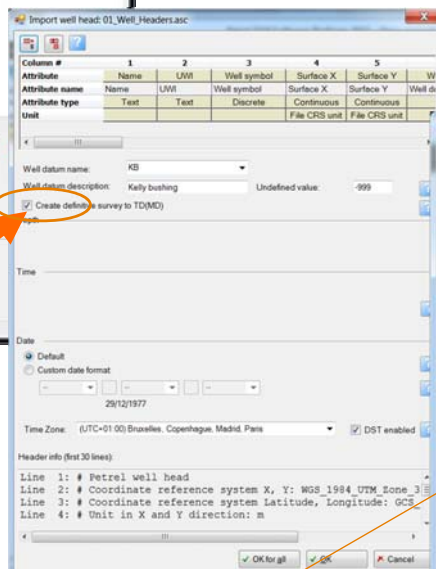 Import well head: 01_Well_Headers.asc
Column # 1 2 3 4 5
Attribute Name UWI Well symbol Surface X Surface Y W
Attribute name Name UWI Well symbol Surface X Surface Y Well d
Attribute type Text Text Discrete Continuous Continuous
Unit File CRS unit File CRS unit
Well datum name: KB
Well datum description: Kelly bushing Undefined value: -999
Create definitive survey to TD(MD)
Time
Date
Default
Custom date format
29/12/1977
Time Zone: (UTC+01:00) Bruxelles, Copenhague, Madrid, Paris DST enabled
Header info (first 30 lines):
Line 1: # Petrel well head
Line 2: # Coordinate reference system X, Y: WGS_1984_UTM_Zone_3
Line 3: # Coordinate reference system Latitude, Longitude: GCS_
Line 4: # Unit in X and Y direction: m
OK for all OK Cancel